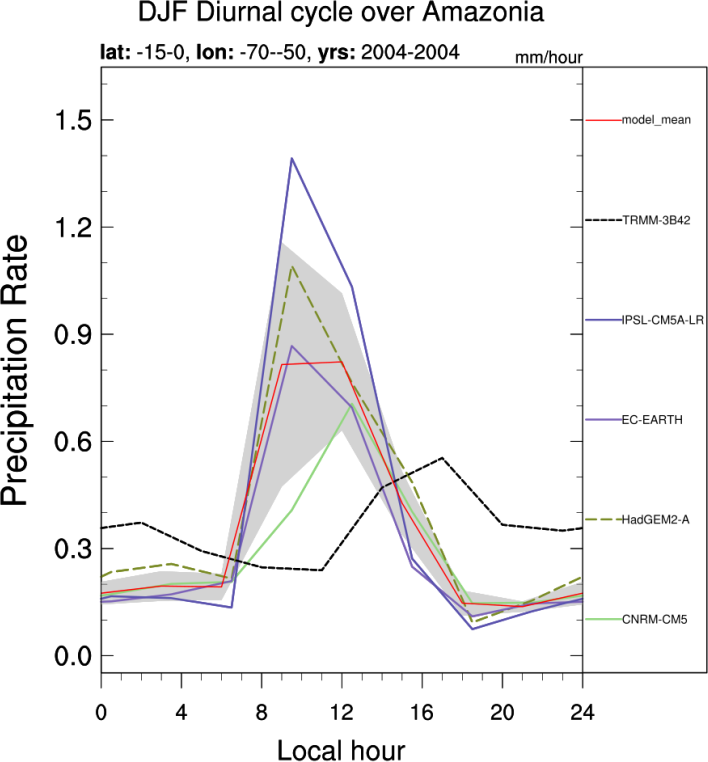 DJF Diurnal cycle over Amazonia
lat: -15-0, lon: -70--50, yrs: 2004-2004
mm/hour
Precipitation Rate
1.5
1.2
0.9
0.6
0.3
0.0
0 4 8 12 16 20 24
Local hour
model_mean
TRMM-3B42
IPSL-CM5A-LR
EC-EARTH
HadGEM2-A
CNRM-CM5